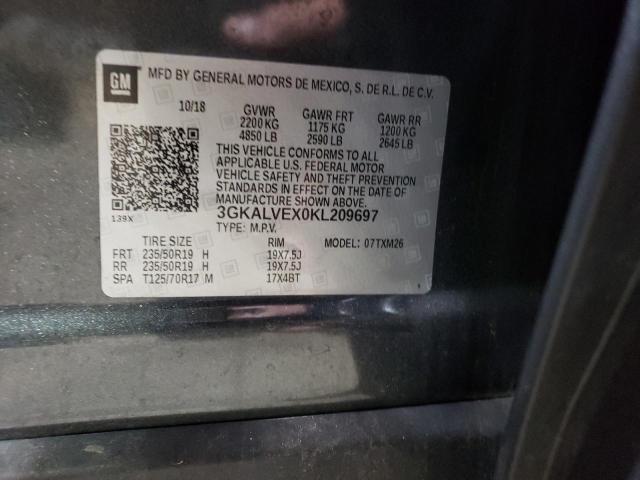 GM
MFD BY GENERAL MOTORS DE MEXICO, S. DE R.L. DE C.V.
10/18 GVWR GAWR FRT GAWR RR
2200 KG 1175 KG 1200 KG
4850 LB 2590 LB 2645 LB
THIS VEHICLE CONFORMS TO ALL
APPLICABLE U.S. FEDERAL MOTOR
VEHICLE SAFETY AND THEFT PREVENTION
STANDARDS IN EFFECT ON THE DATE OF
MANUFACTURE SHOWN ABOVE.
139X 3GKALVEX0KL209697
TYPE: M.P.V.
TIRE SIZE RIM MODEL: 07TXM26
FRT 235/50R19 H 19X7.5J
RR 235/50R19 H 19X7.5J
SPA T125/70R17 M 17X4BT